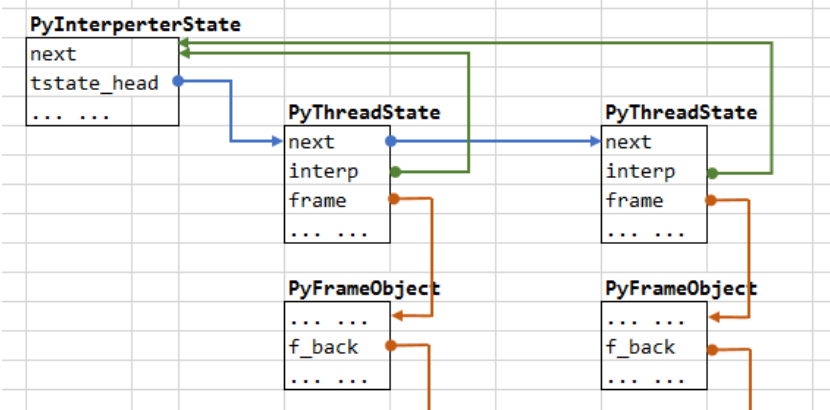 PyInterperterState
next
tstate_head
... ...
PyThreadState
next
interp
frame
... ...
PyThreadState
next
interp
frame
... ...
PyFrameObject
... ...
f_back
... ...
PyFrameObject
... ...
f_back
... ...